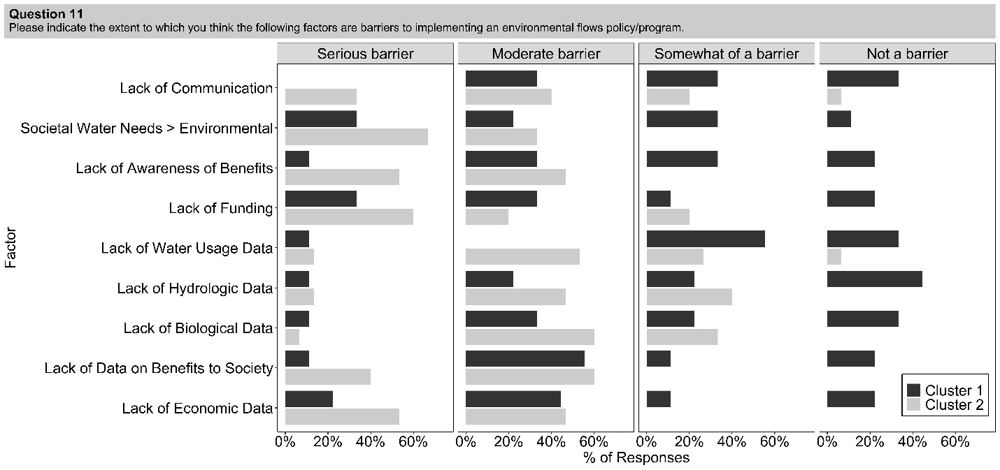 Question 11
Please indicate the extent to which you think the following factors are barriers to implementing an environmental flows policy/program.
Serious barrier
Moderate barrier
Somewhat of a barrier
Not a barrier
Factor
Lack of Communication
Societal Water Needs > Environmental
Lack of Awareness of Benefits
Lack of Funding
Lack of Water Usage Data
Lack of Hydrologic Data
Lack of Biological Data
Lack of Data on Benefits to Society
Lack of Economic Data
Cluster 1
Cluster 2
0% 20% 40% 60%
0% 20% 40% 60%
0% 20% 40% 60%
0% 20% 40% 60%
% of Responses